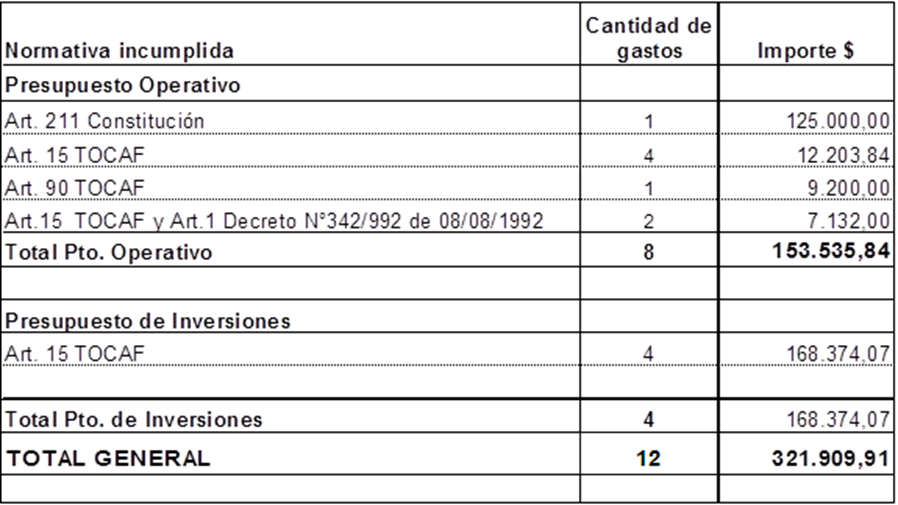 Normativa incumplida Cantidad de gastos Importe $
Presupuesto Operativo
Art. 211 Constitución 1 125.000,00
Art. 15 TOCAF 4 12.203,84
Art. 90 TOCAF 1 9.200,00
Art.15 TOCAF y Art.1 Decreto N°342/992 de 08/08/1992 2 7.132,00
Total Pto. Operativo 8 153.535,84
Presupuesto de Inversiones
Art. 15 TOCAF 4 168.374,07
Total Pto. de Inversiones 4 168.374,07
TOTAL GENERAL 12 321.909,91